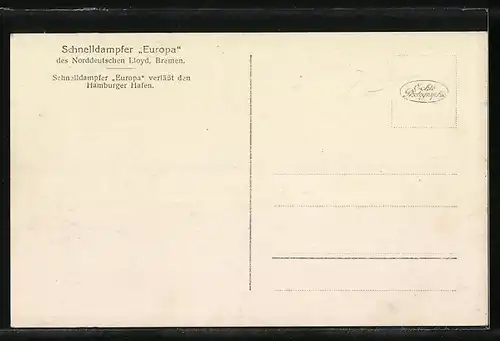 Schnelldampfer „Europa“
des Norddeutschen Lloyd, Bremen.
Schnelldampfer „Europa“ verläßt den
Hamburger Hafen.
Echte
Photographie